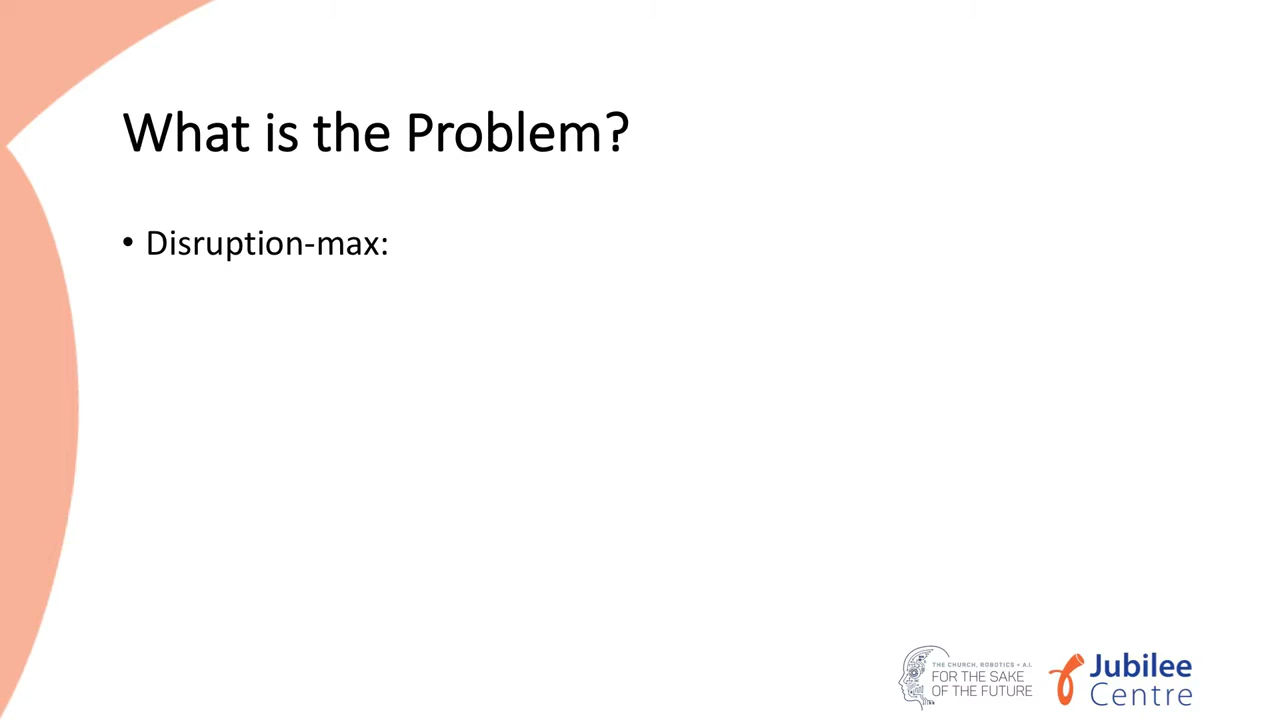 What is the Problem?
• Disruption-max:
THE CHURCH, ROBOTICS + A.I.
FOR THE SAKE
OF THE FUTURE
Jubilee
Centre